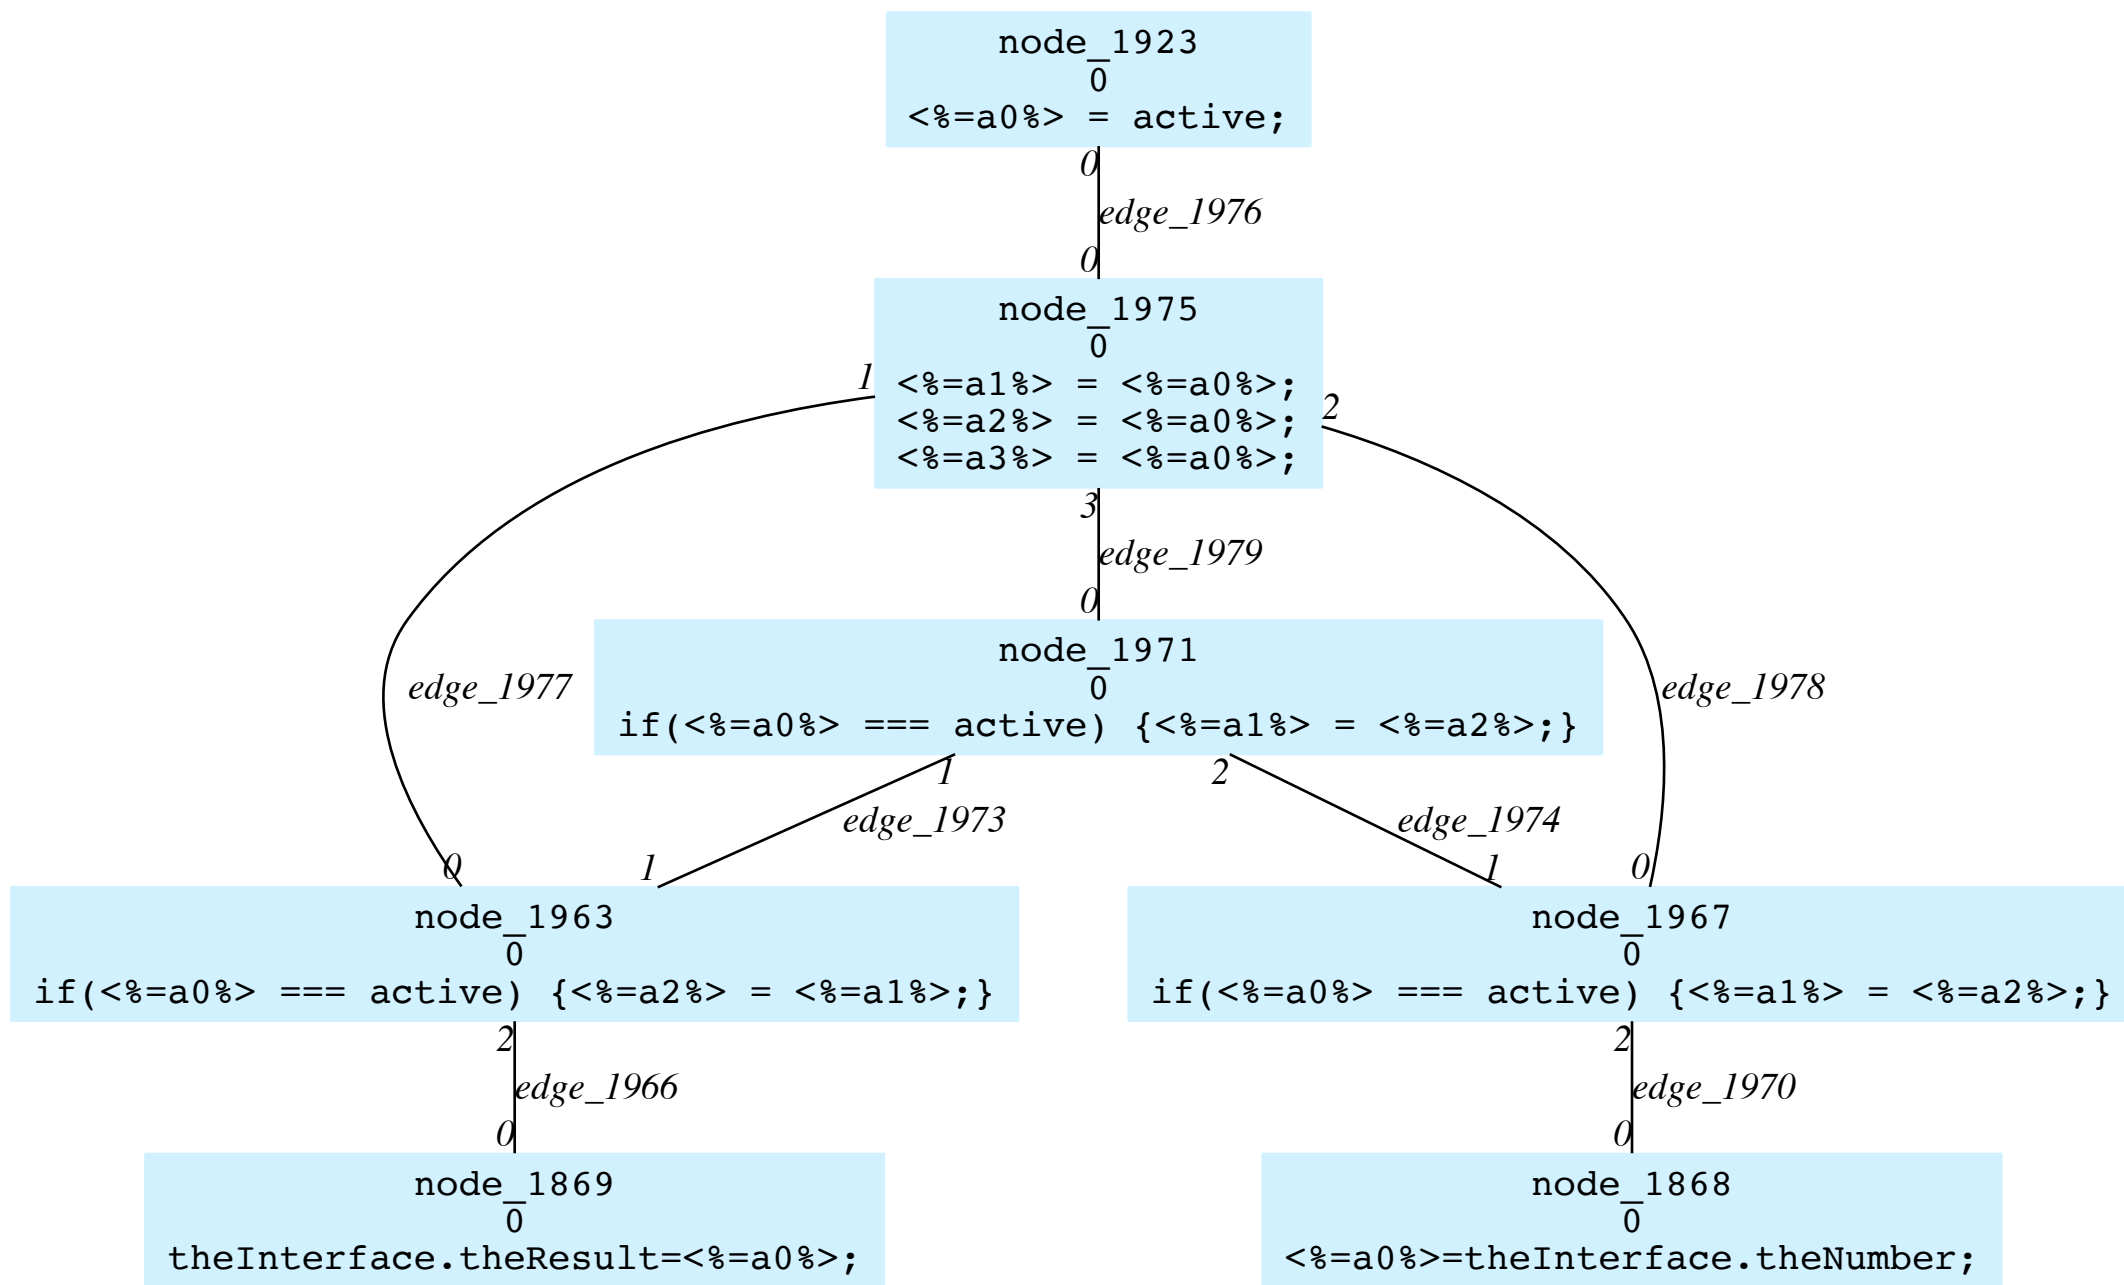 node_1923
0
<%=a0%> = active;
0
edge_1976
0
node_1975
0
<%=a1%> = <%=a0%>;
<%=a2%> = <%=a0%>;
<%=a3%> = <%=a0%>;
1
2
3
edge_1979
0
node_1971
0
if(<%=a0%> === active) {<%=a1%> = <%=a2%>;}
edge_1977
edge_1978
1
2
edge_1973
edge_1974
0
1
1
0
node_1963
0
if(<%=a0%> === active) {<%=a2%> = <%=a1%>;}
node_1967
0
if(<%=a0%> === active) {<%=a1%> = <%=a2%>;}
2
edge_1966
0
2
edge_1970
0
node_1869
0
theInterface.theResult=<%=a0%>;
node_1868
0
<%=a0%>=theInterface.theNumber;